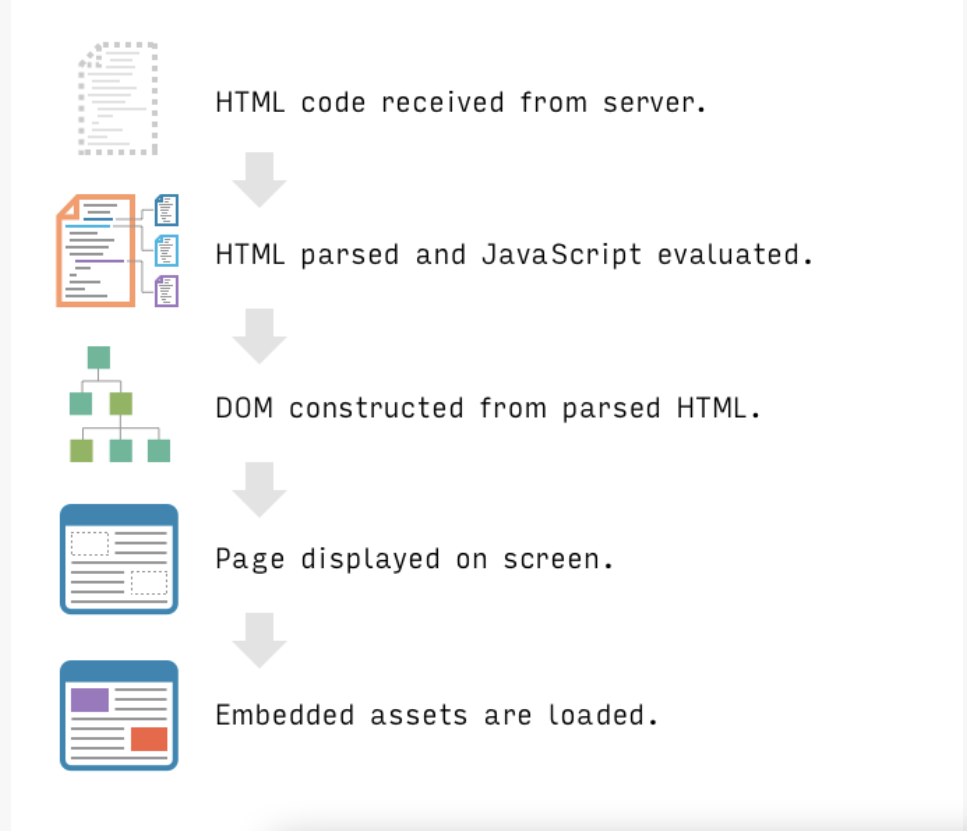 HTML code received from server.
HTML parsed and JavaScript evaluated.
DOM constructed from parsed HTML.
Page displayed on screen.
Embedded assets are loaded.